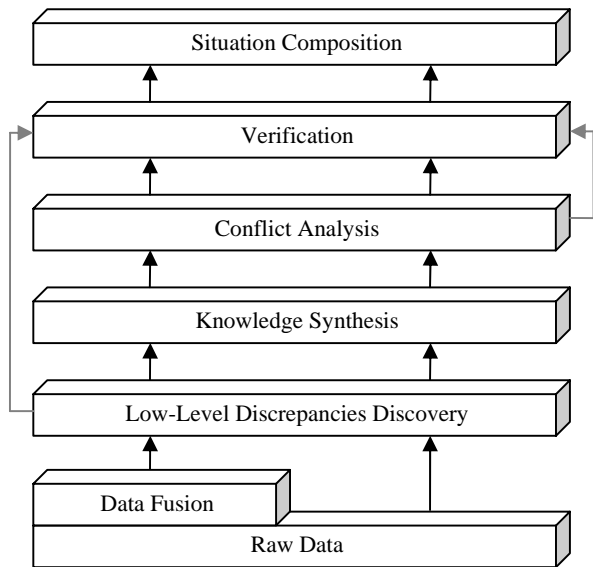 Situation Composition
Verification
Conflict Analysis
Knowledge Synthesis
Low-Level Discrepancies Discovery
Data Fusion
Raw Data